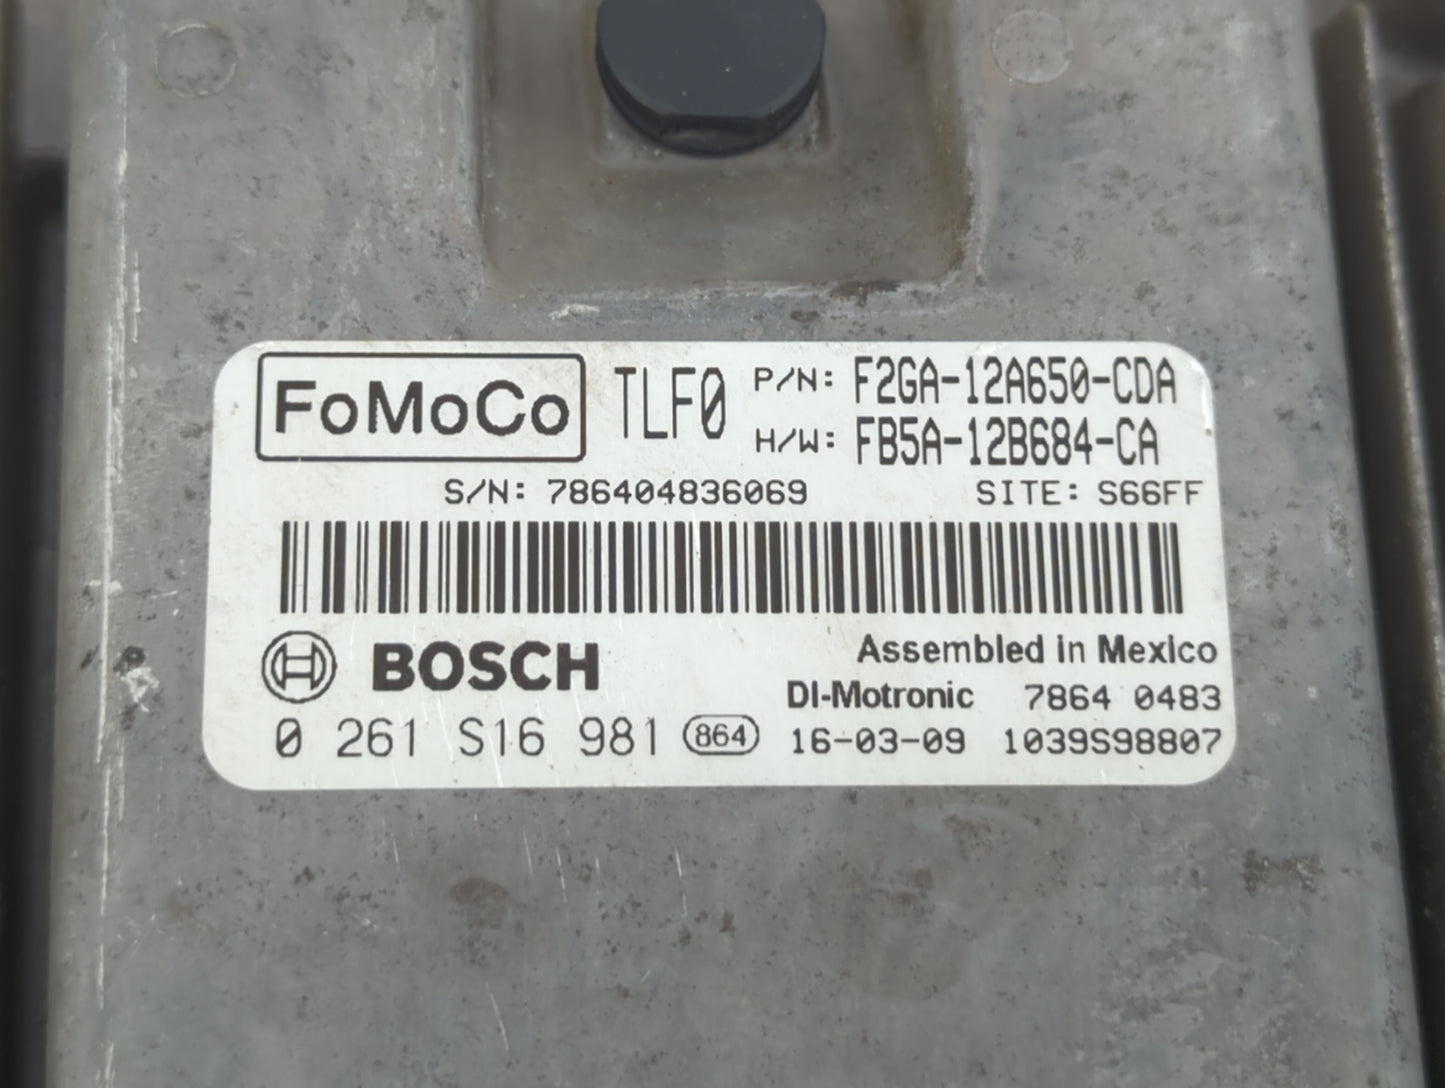 FoMoCo TLF0 P/N: F2GA-12A650-CDA
H/W: FB5A-12B684-CA
S/N: 786404836069 SITE: S66FF
BOSCH Assembled in Mexico
DI-Motronic 7864 0483
0 261 S16 981 864 16-03-09 1039S98807